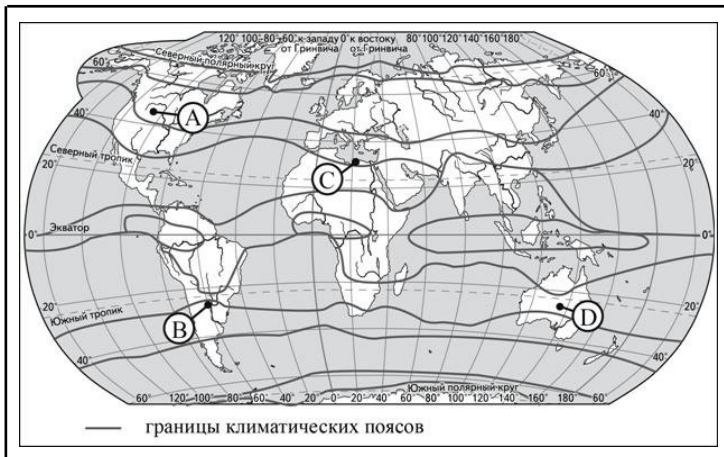 120°100°-80°-60°к западу 0°к востоку 80°100°120°140°160°180°
от Гринвича от Гринвича
Северный полярный круг
60° 60°
40° 40°
A
Северный тропик
20° 20°
C
Экватор
0° 0°
20° 20°
Южный тропик
B D
40° 40°
Южный полярный круг
60° 120°100°80° 60° 40° 20° 0° 20° 40° 60° 80° 100°120°140° 160° 180° 60°
границы климатических поясов